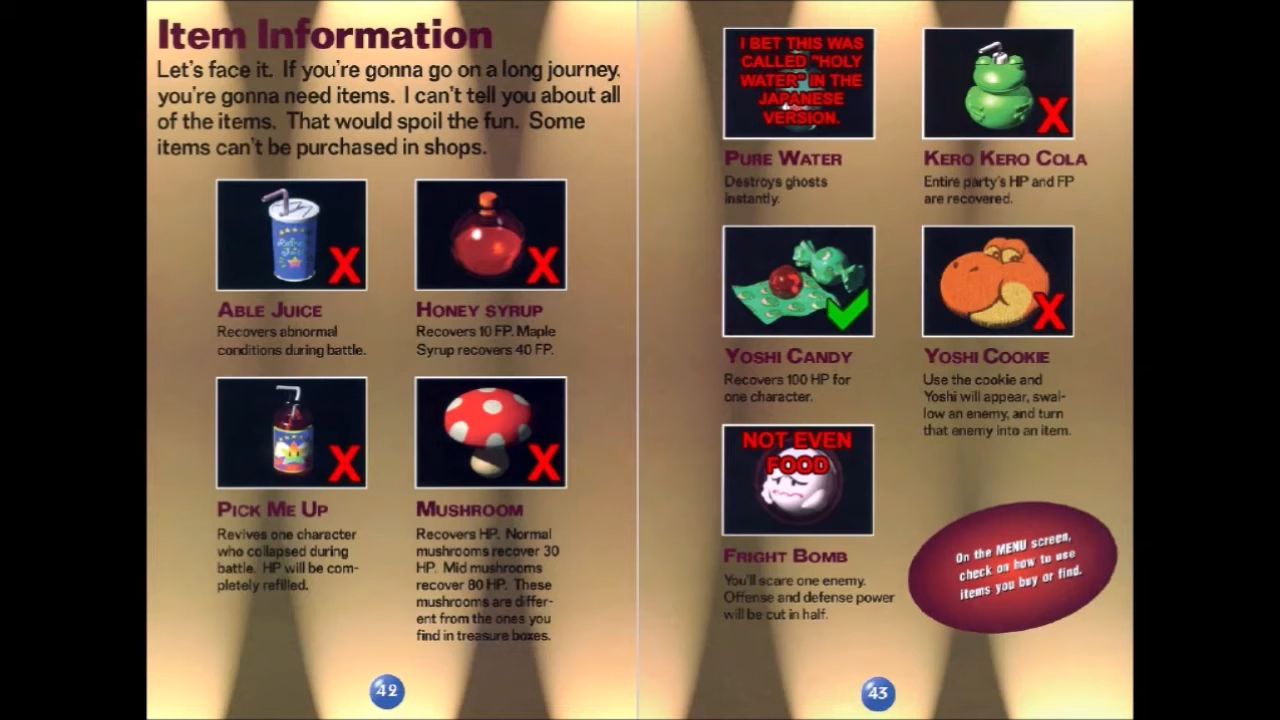 Item Information
Let's face it. If you're gonna go on a long journey,
you're gonna need items. I can't tell you about all
of the items. That would spoil the fun. Some
items can't be purchased in shops.
X
X
ABLE JUICE
Recovers abnormal
conditions during battle.
HONEY SYRUP
Recovers 10 FP. Maple
Syrup recovers 40 FP.
X
X
PICK ME UP
Revives one character
who collapsed during
battle. HP will be com-
pletely refilled.
MUSHROOM
Recovers HP. Normal
mushrooms recover 30
HP. Mid mushrooms
recover 80 HP. These
mushrooms are differ-
ent from the ones you
find in treasure boxes.
42
I BET THIS WAS
CALLED "HOLY
WATER" IN THE
JAPANESE
VERSION.
X
PURE WATER
Destroys ghosts
instantly.
KERO KERO COLA
Entire party's HP and FP
are recovered.
X
YOSHI CANDY
Recovers 100 HP for
one character.
YOSHI COOKIE
Use the cookie and
Yoshi will appear, swal-
low an enemy, and turn
that enemy into an item.
NOT EVEN
FOOD
FRIGHT BOMB
You'll scare one enemy.
Offense and defense power
will be cut in half.
On the MENU screen,
check on how to use
items you buy or find.
43